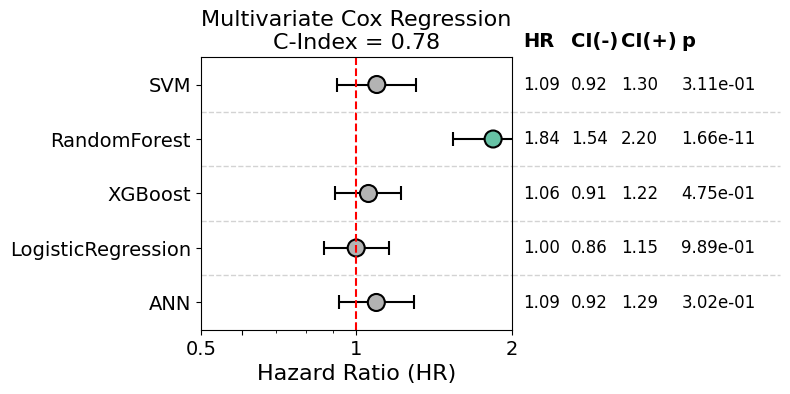 Multivariate Cox Regression
C-Index = 0.78
HR CI(-) CI(+) p
SVM 1.09 0.92 1.30 3.11e-01
RandomForest 1.84 1.54 2.20 1.66e-11
XGBoost 1.06 0.91 1.22 4.75e-01
LogisticRegression 1.00 0.86 1.15 9.89e-01
ANN 1.09 0.92 1.29 3.02e-01
0.5 1 2
Hazard Ratio (HR)